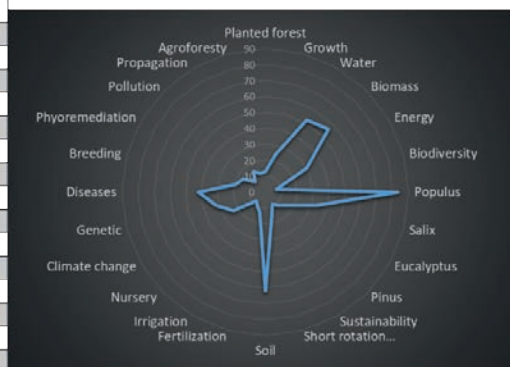 Planted forest
Agroforesty
Growth
Propagation
Water
Pollution
Biomass
Phyoremediation
Energy
Breeding
Biodiversity
Diseases
Populus
Genetic
Salix
Climate change
Eucalyptus
Nursery
Pinus
Irrigation
Sustainability
Fertilization
Short rotation...
Soil
90
80
70
60
50
40
30
20
10
0